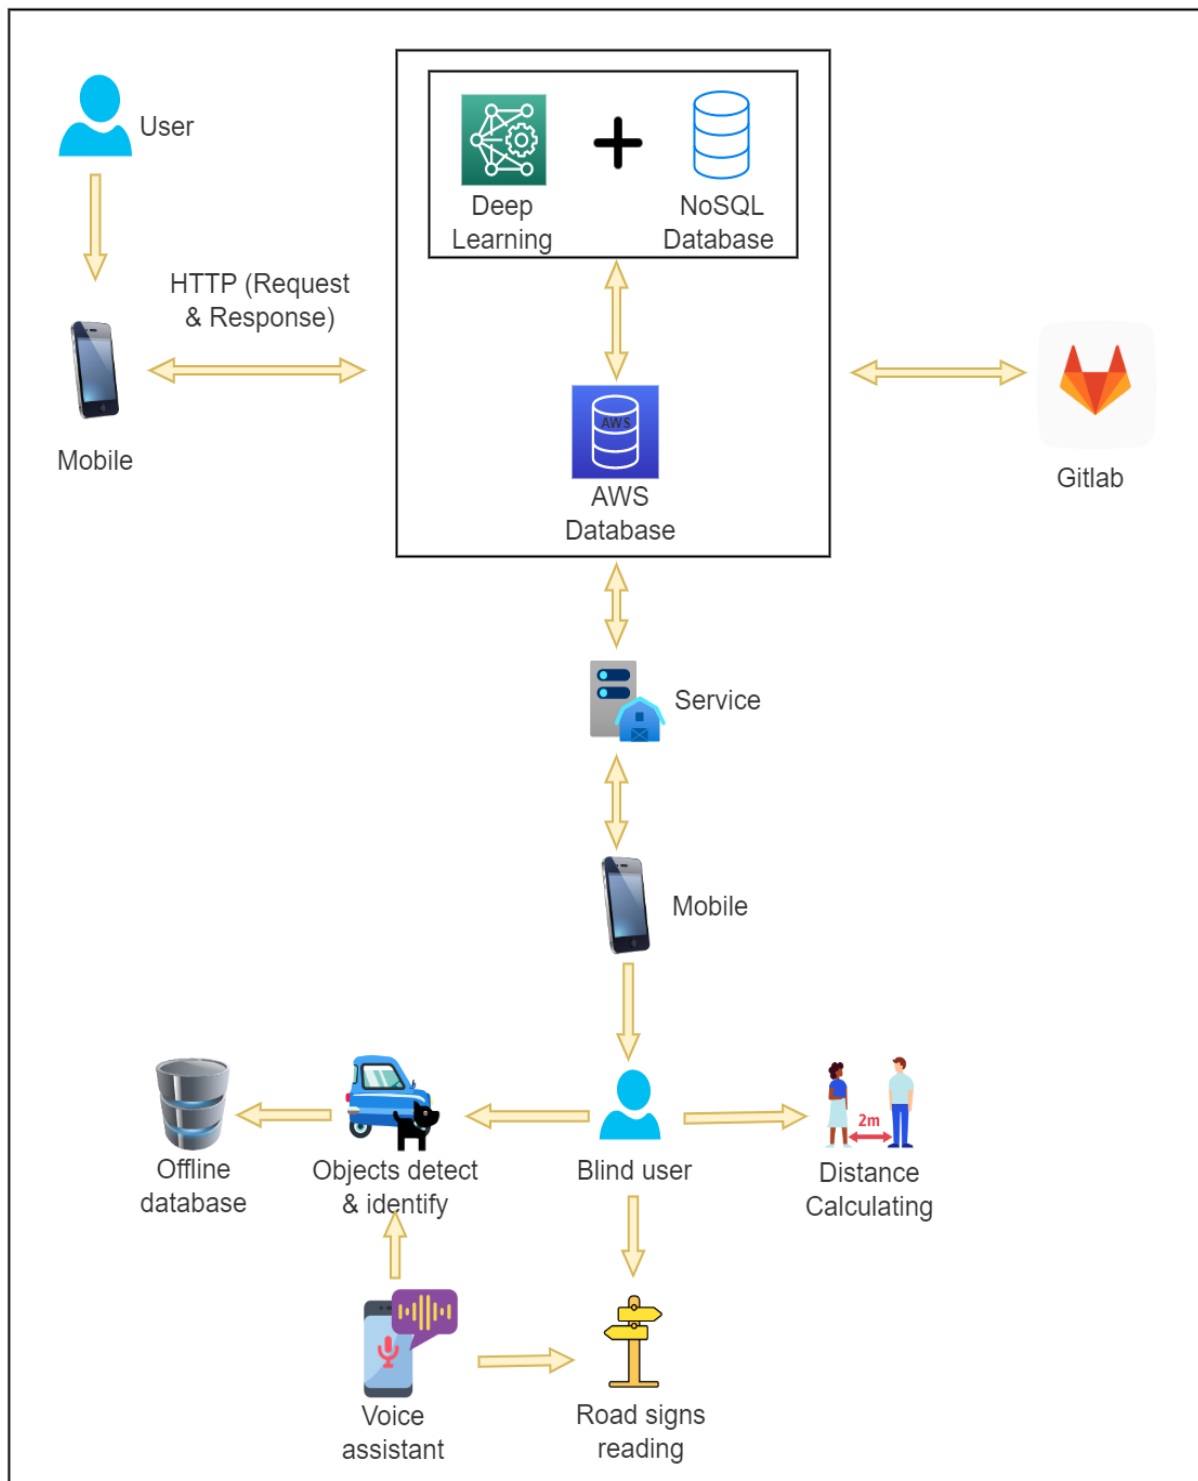 User
Deep
Learning
NoSQL
Database
HTTP (Request
& Response)
Mobile
AWS
AWS
Database
Gitlab
Service
Mobile
Offline
database
Objects detect
& identify
Blind user
2m
Distance
Calculating
Voice
assistant
Road signs
reading